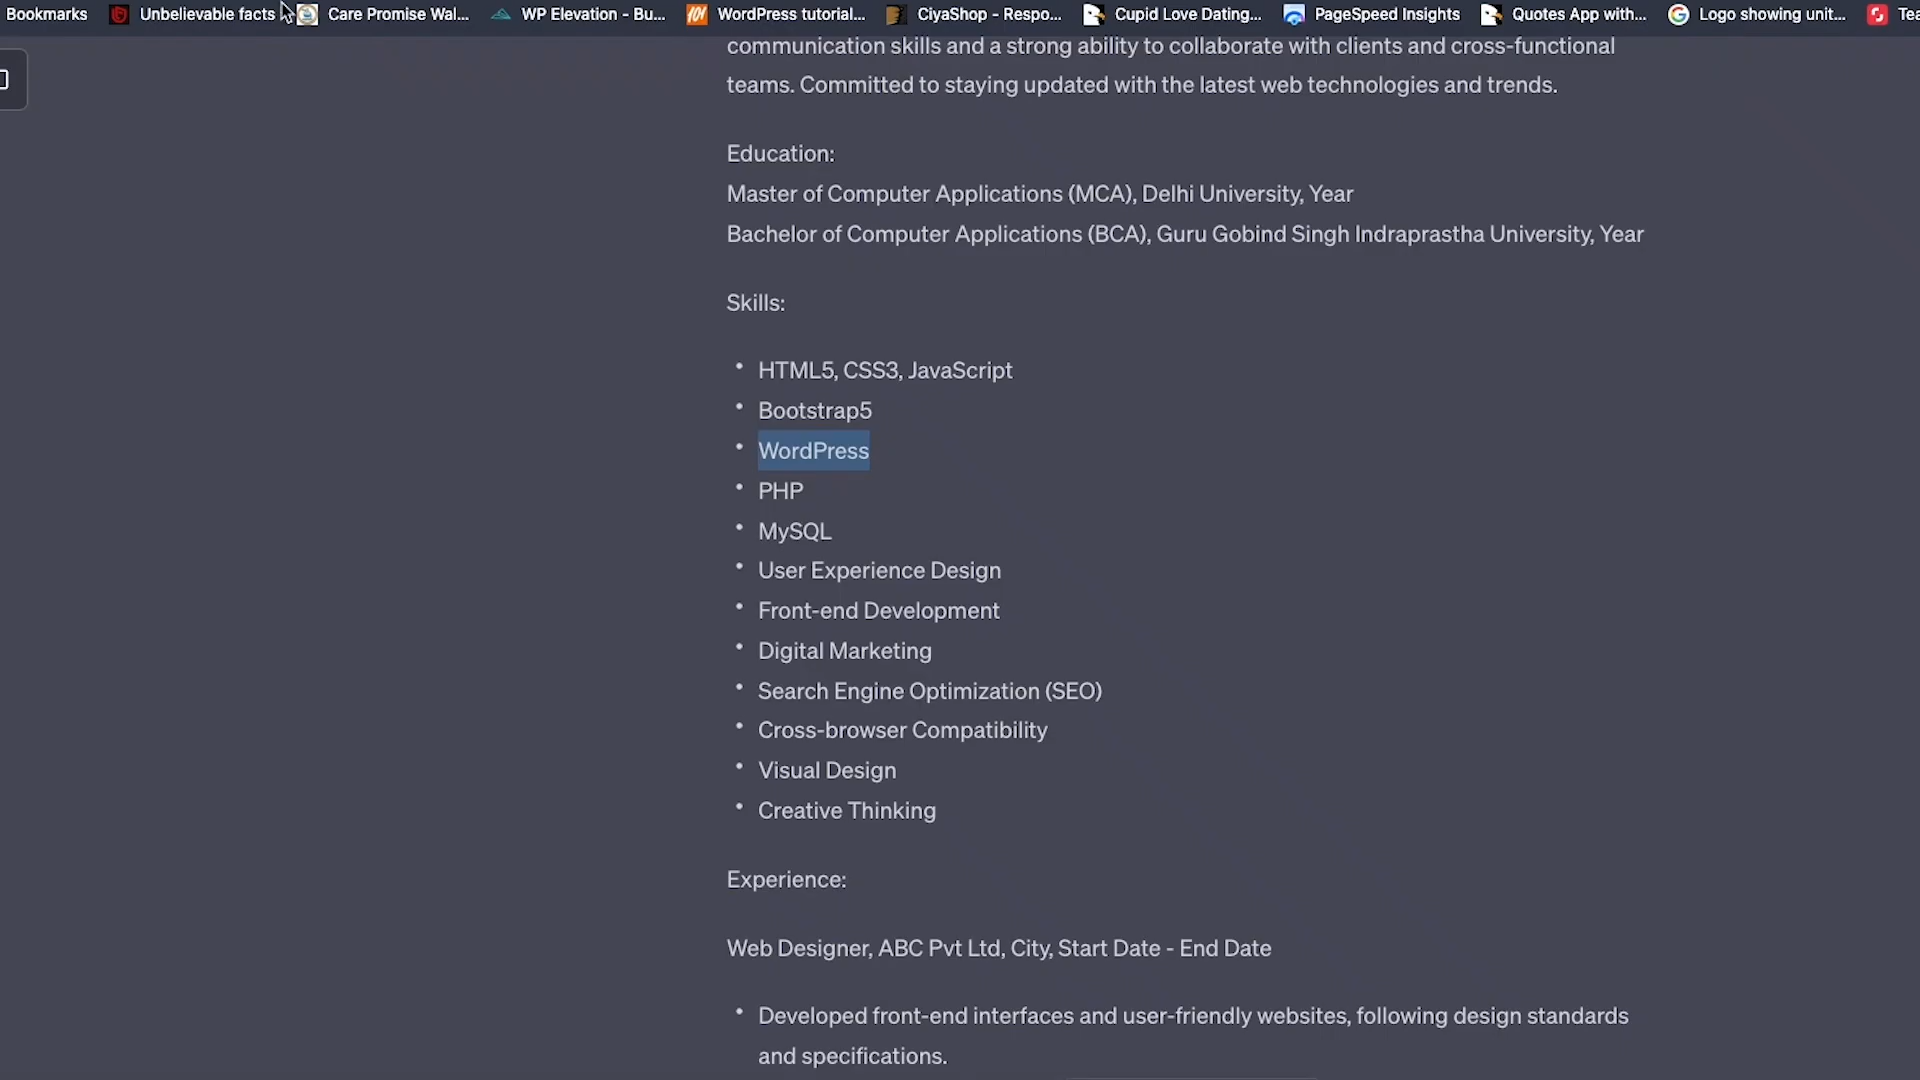 Bookmarks Unbelievable facts Care Promise Wal... WP Elevation - Bu... WordPress tutorial... CiyaShop - Respo... Cupid Love Dating... PageSpeed Insights Quotes App with... Logo showing unit... Tea
communication skills and a strong ability to collaborate with clients and cross-functional
teams. Committed to staying updated with the latest web technologies and trends.
Education:
Master of Computer Applications (MCA), Delhi University, Year
Bachelor of Computer Applications (BCA), Guru Gobind Singh Indraprastha University, Year
Skills:
• HTML5, CSS3, JavaScript
• Bootstrap5
• WordPress
• PHP
• MySQL
• User Experience Design
• Front-end Development
• Digital Marketing
• Search Engine Optimization (SEO)
• Cross-browser Compatibility
• Visual Design
• Creative Thinking
Experience:
Web Designer, ABC Pvt Ltd, City, Start Date - End Date
• Developed front-end interfaces and user-friendly websites, following design standards
and specifications.